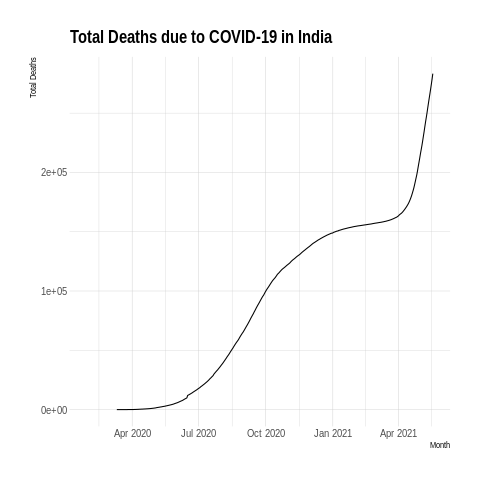 Total Deaths due to COVID-19 in India
Total Deaths
2e+05
1e+05
0e+00
Apr 2020 Jul 2020 Oct 2020 Jan 2021 Apr 2021
Month